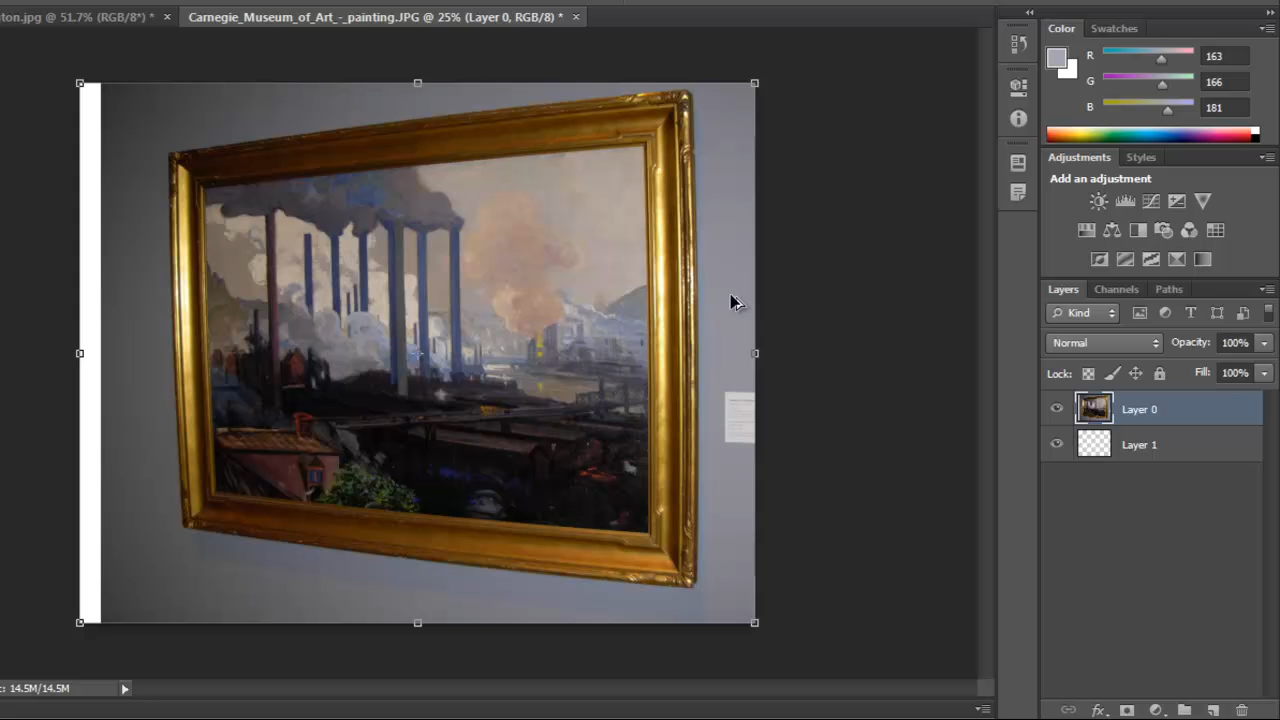 ton.jpg @ 51.7% (RGB/8*) * × Carnegie_Museum_of_Art_-_painting.JPG @ 25% (Layer 0, RGB/8) * ×
Color Swatches
R 163
G 166
B 181
Adjustments Styles
Add an adjustment
Layers Channels Paths
Kind
Normal Opacity: 100%
Lock: Fill: 100%
Layer 0
Layer 1
: 14.5M/14.5M
fx